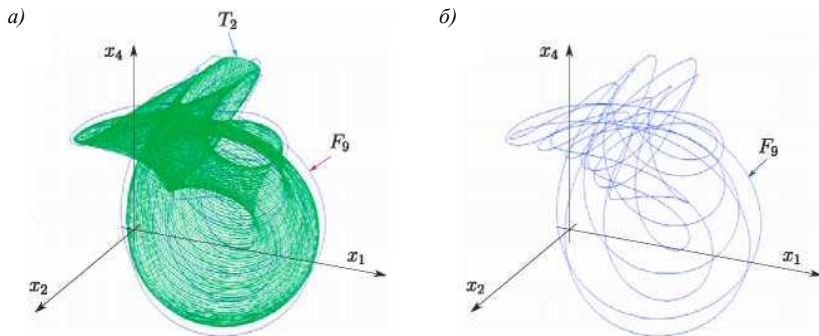 а)
T₂
x₄
F₉
x₁
x₂
б)
x₄
F₉
x₁
x₂